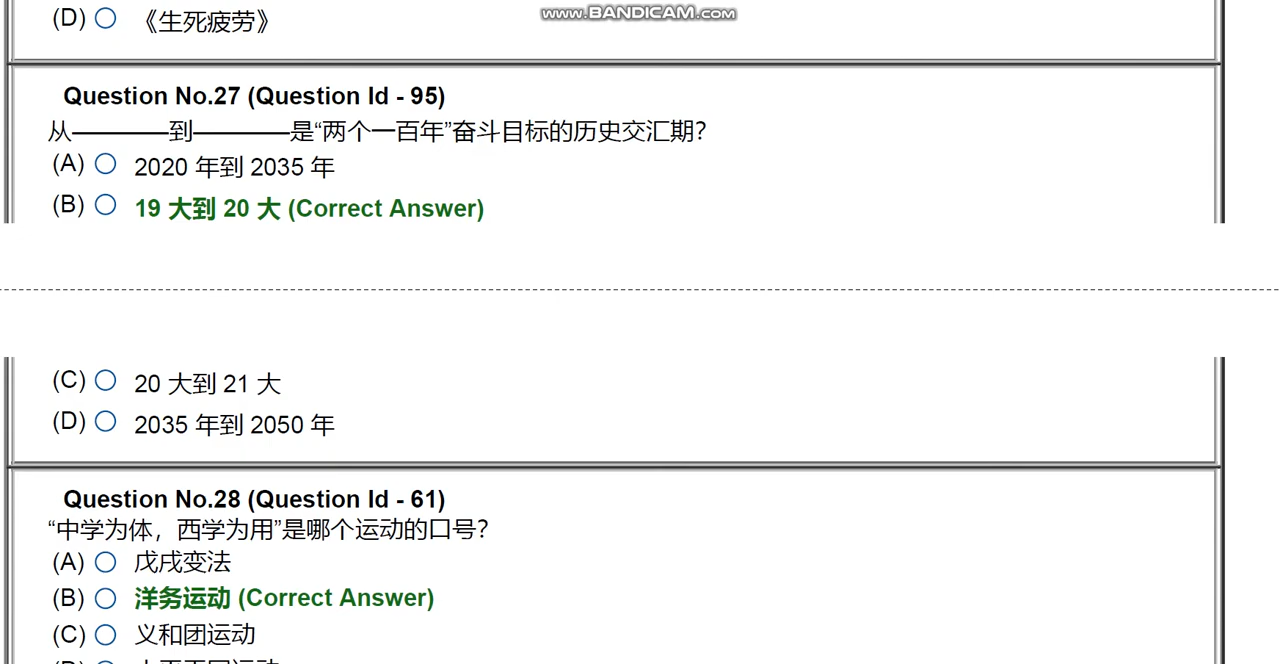 (D) 《生死疲劳》
www.BANDICAM.com
Question No.27 (Question Id - 95)
从————到————是“两个一百年”奋斗目标的历史交汇期?
(A) 2020 年到 2035 年
(B) 19 大到 20 大 (Correct Answer)
(C) 20 大到 21 大
(D) 2035 年到 2050 年
Question No.28 (Question Id - 61)
“中学为体，西学为用”是哪个运动的口号?
(A) 戊戌变法
(B) 洋务运动 (Correct Answer)
(C) 义和团运动